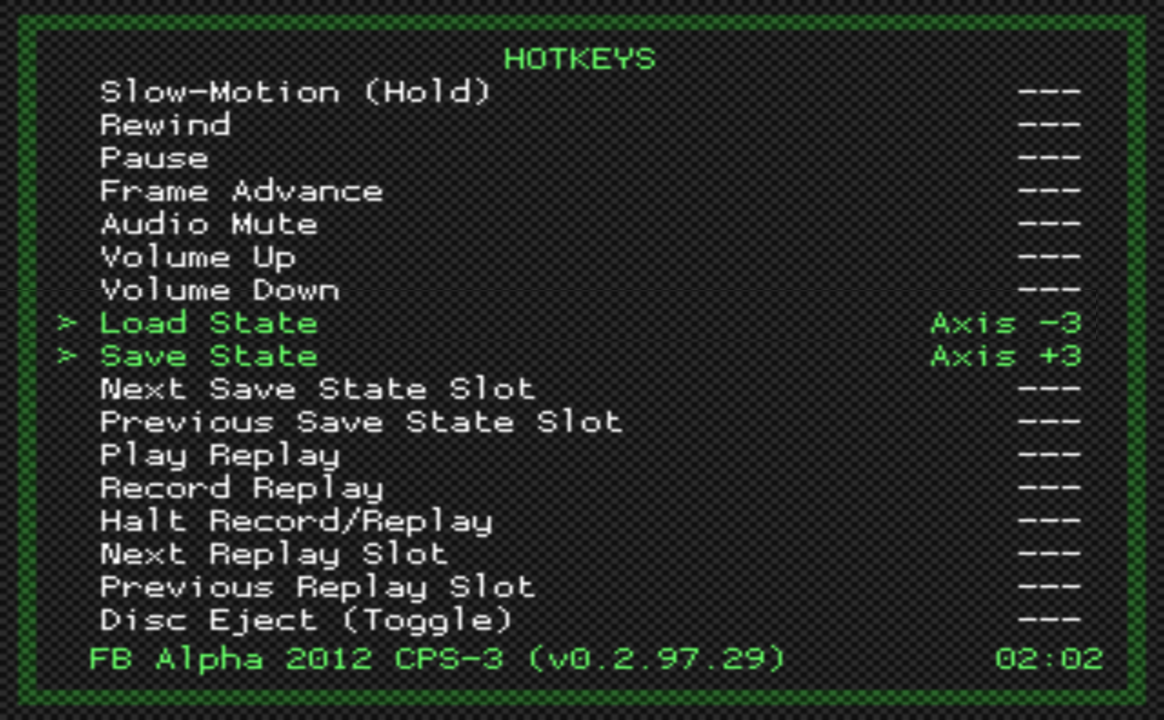 HOTKEYS
Slow-Motion (Hold) ---
Rewind ---
Pause ---
Frame Advance ---
Audio Mute ---
Volume Up ---
Volume Down ---
> Load State Axis -3
> Save State Axis +3
Next Save State Slot ---
Previous Save State Slot ---
Play Replay ---
Record Replay ---
Halt Record/Replay ---
Next Replay Slot ---
Previous Replay Slot ---
Disc Eject (Toggle) ---
FB Alpha 2012 CPS-3 (v0.2.97.29) 02:02